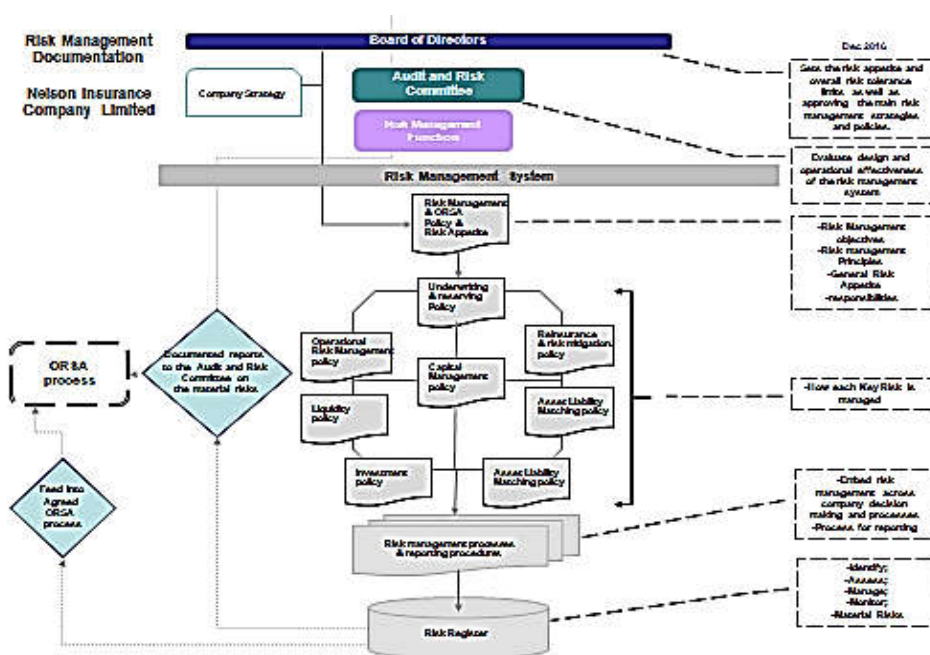 Risk Management
Documentation
Nelson Insurance
Company Limited
Board of Directors
Company Strategy
Audit and Risk
Committee
Risk Management
Function
Risk Management System
Risk Management
& ORSA
Policy &
Risk Appetite
Underwriting
& reserving
Policy
Operational
Risk Management
policy
Reinsurance
& risk mitigation
policy
Capital
Management
policy
Liquidity
policy
Asset Liability
Matching policy
Investment
policy
Asset Liability
Matching policy
Risk management processes
& reporting procedures
Risk Register
ORSA
process
Documented reports
to the Audit and Risk
Committee on
the material risks
Feed into
Agreed
ORSA
process
Dec 2016
Sets the risk appetite and
overall risk tolerance
limits as well as
approving the main risk
management strategies
and policies.
Evaluate design and
operational effectiveness
of the risk management
system
-Risk Management
objectives
-Risk management
Principles
-General Risk
Appetite
-responsibilities
-How each Key Risk is
managed
-Embed risk
management across
company decision
making and processes
-Process for reporting
-Identify;
-Assess;
-Manage;
-Monitor;
-Material Risks